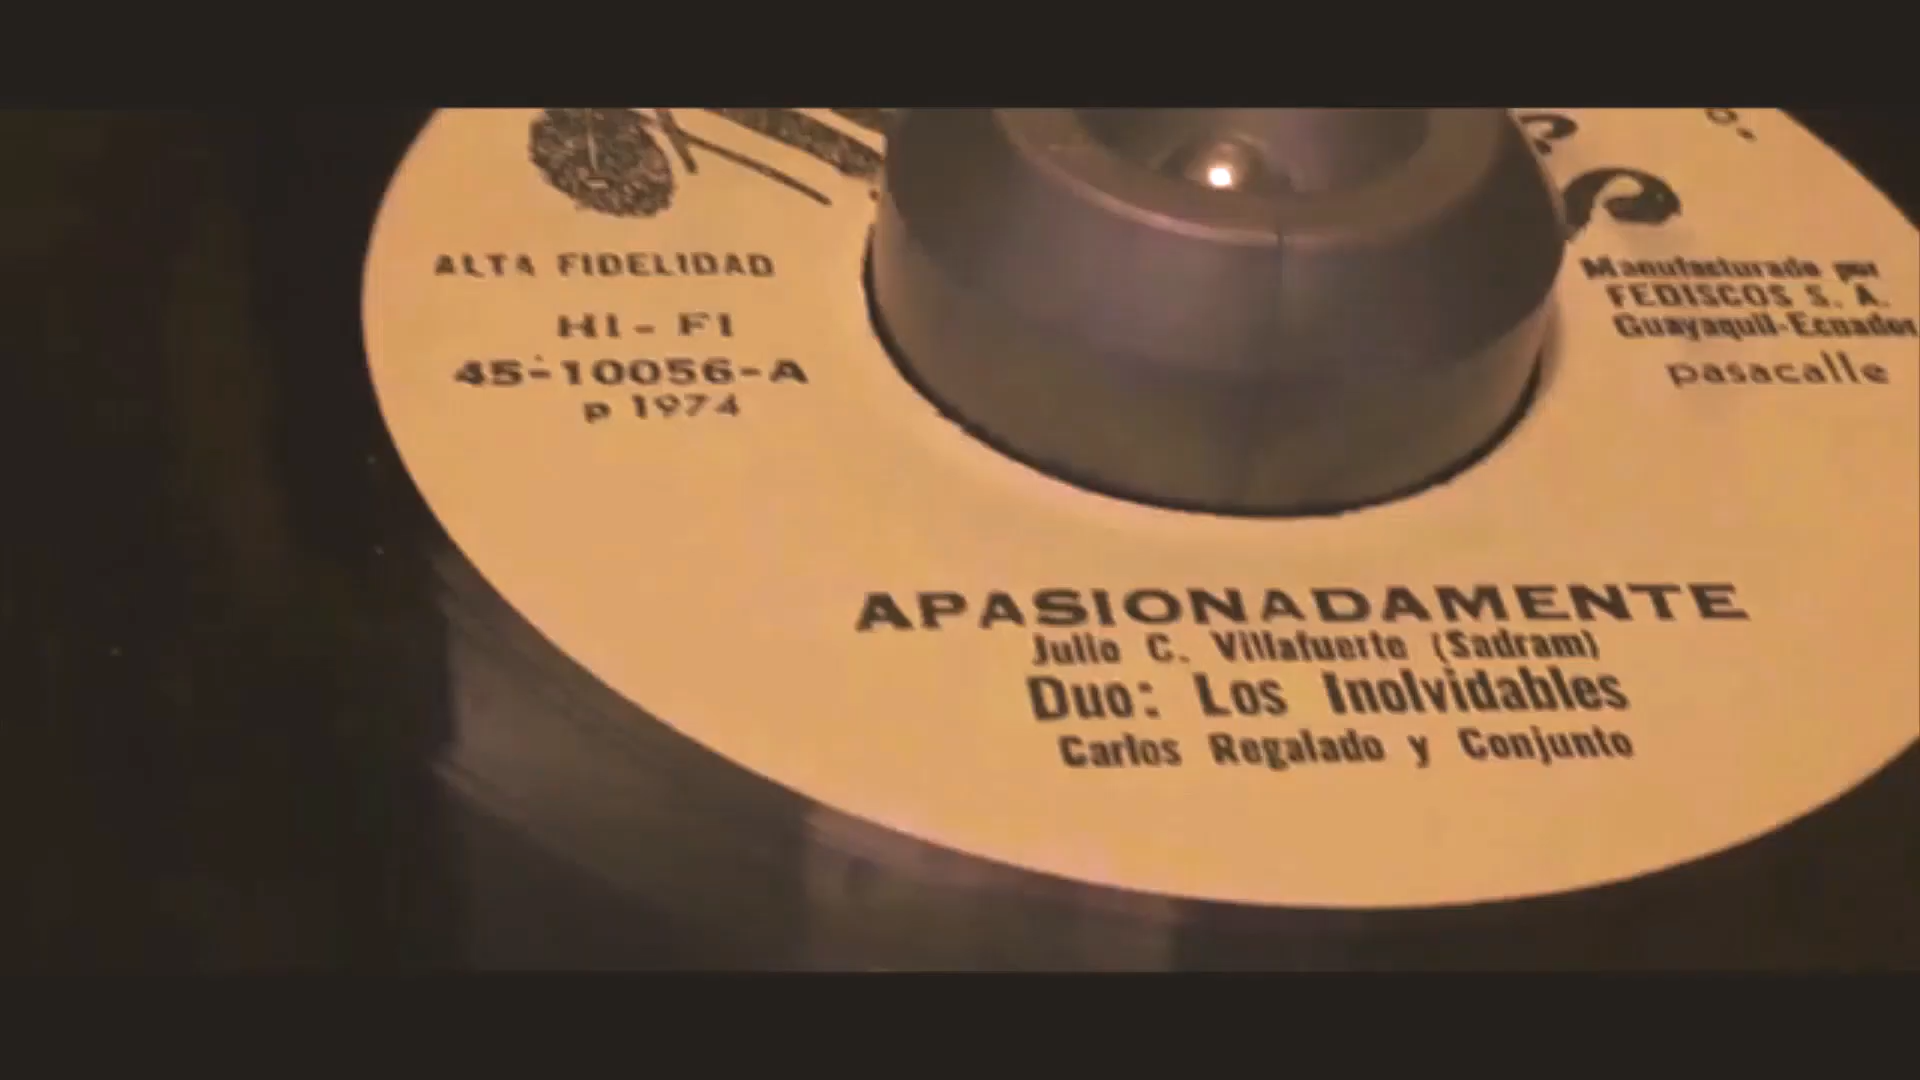 ALTA FIDELIDAD
HI-FI
45-10056-A
p 1974
Manufacturado por
FEDISCOS S. A.
Guayaquil-Ecuador
pasacalle
APASIONADAMENTE
Julio C. Villafuerte (Sadram)
Duo: Los Inolvidables
Carlos Regalado y Conjunto